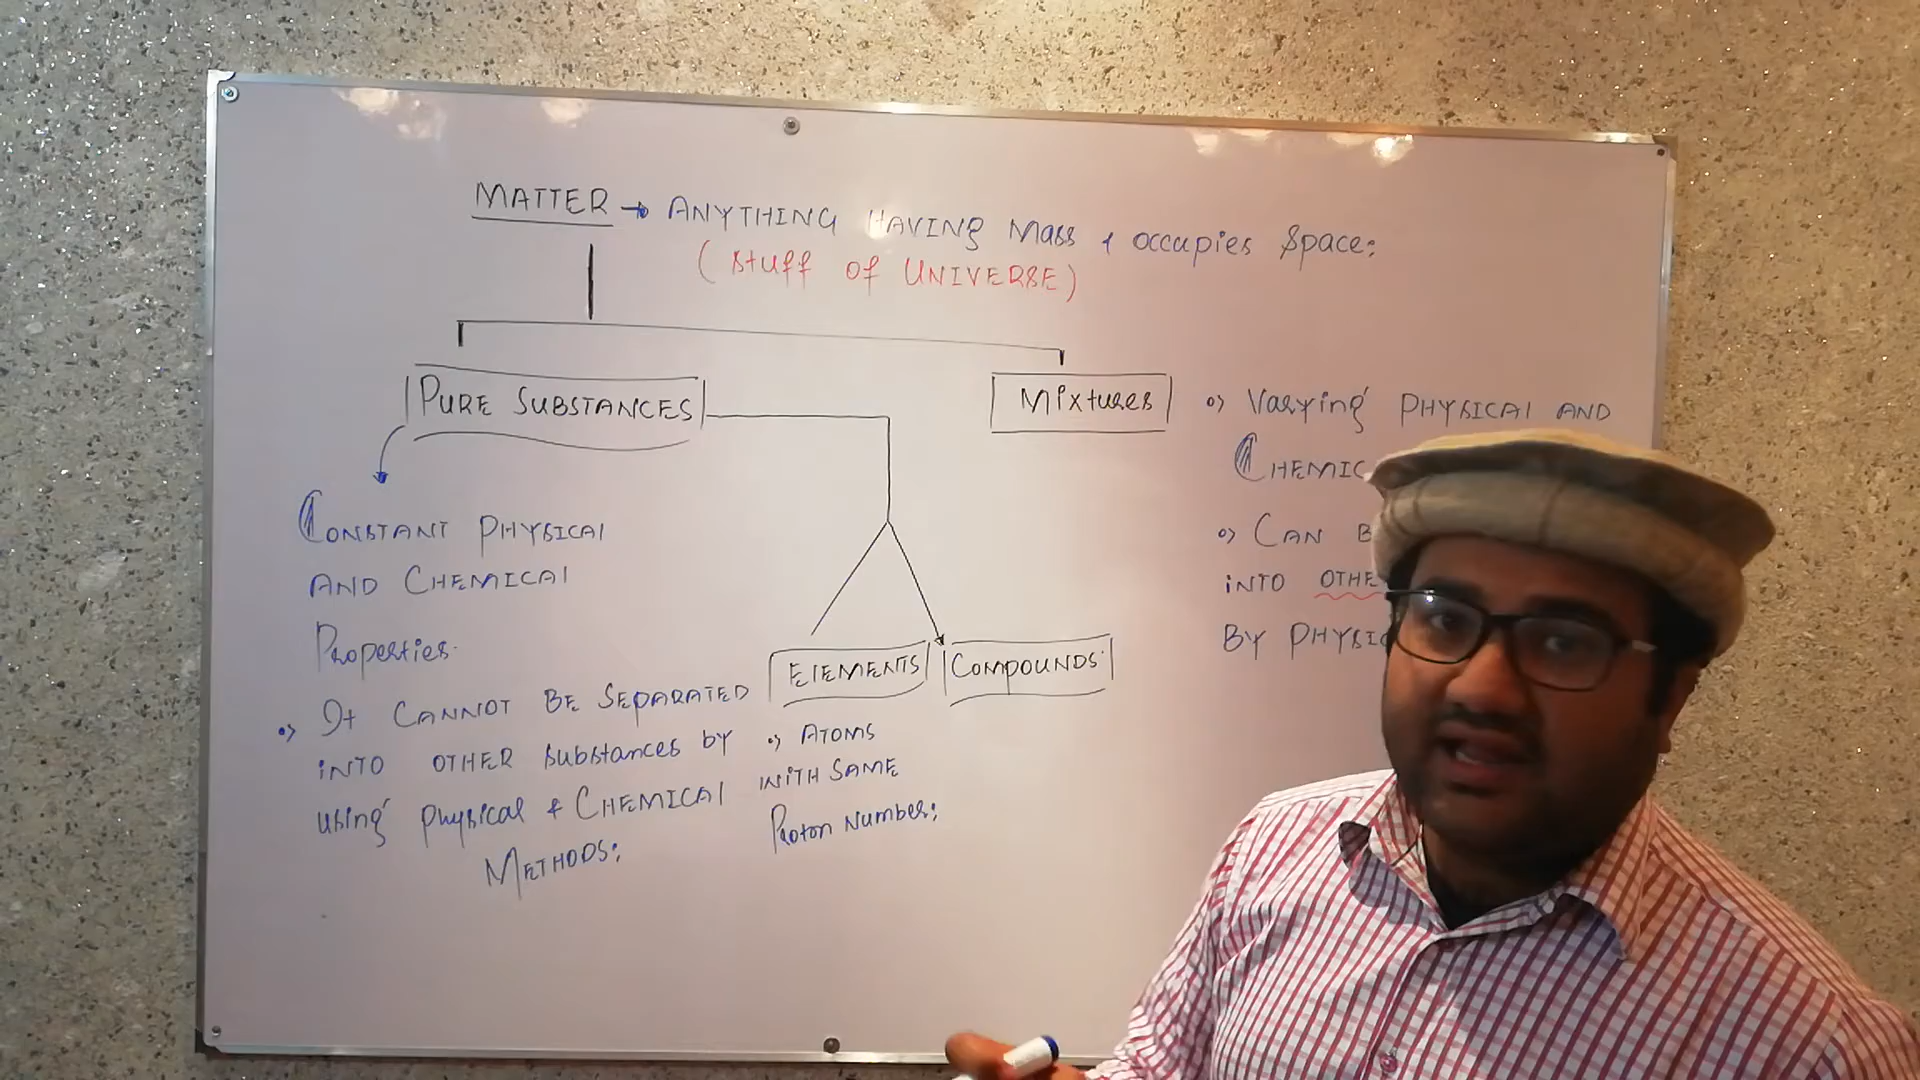 MATTER → ANYTHING HAVING MASS & OCCUPIES SPACE:
(STUFF OF UNIVERSE)
PURE SUBSTANCES
MIXTURES
CONSTANT PHYSICAL
AND CHEMICAL
PROPERTIES.
•) IT CANNOT BE SEPARATED
INTO OTHER SUBSTANCES BY
USING PHYSICAL & CHEMICAL
METHODS:
ELEMENTS
COMPOUNDS.
•) ATOMS
WITH SAME
PROTON NUMBER;
•) VARYING PHYSICAL AND
CHEMIC
•) CAN B
INTO OTHE
BY PHYSIC